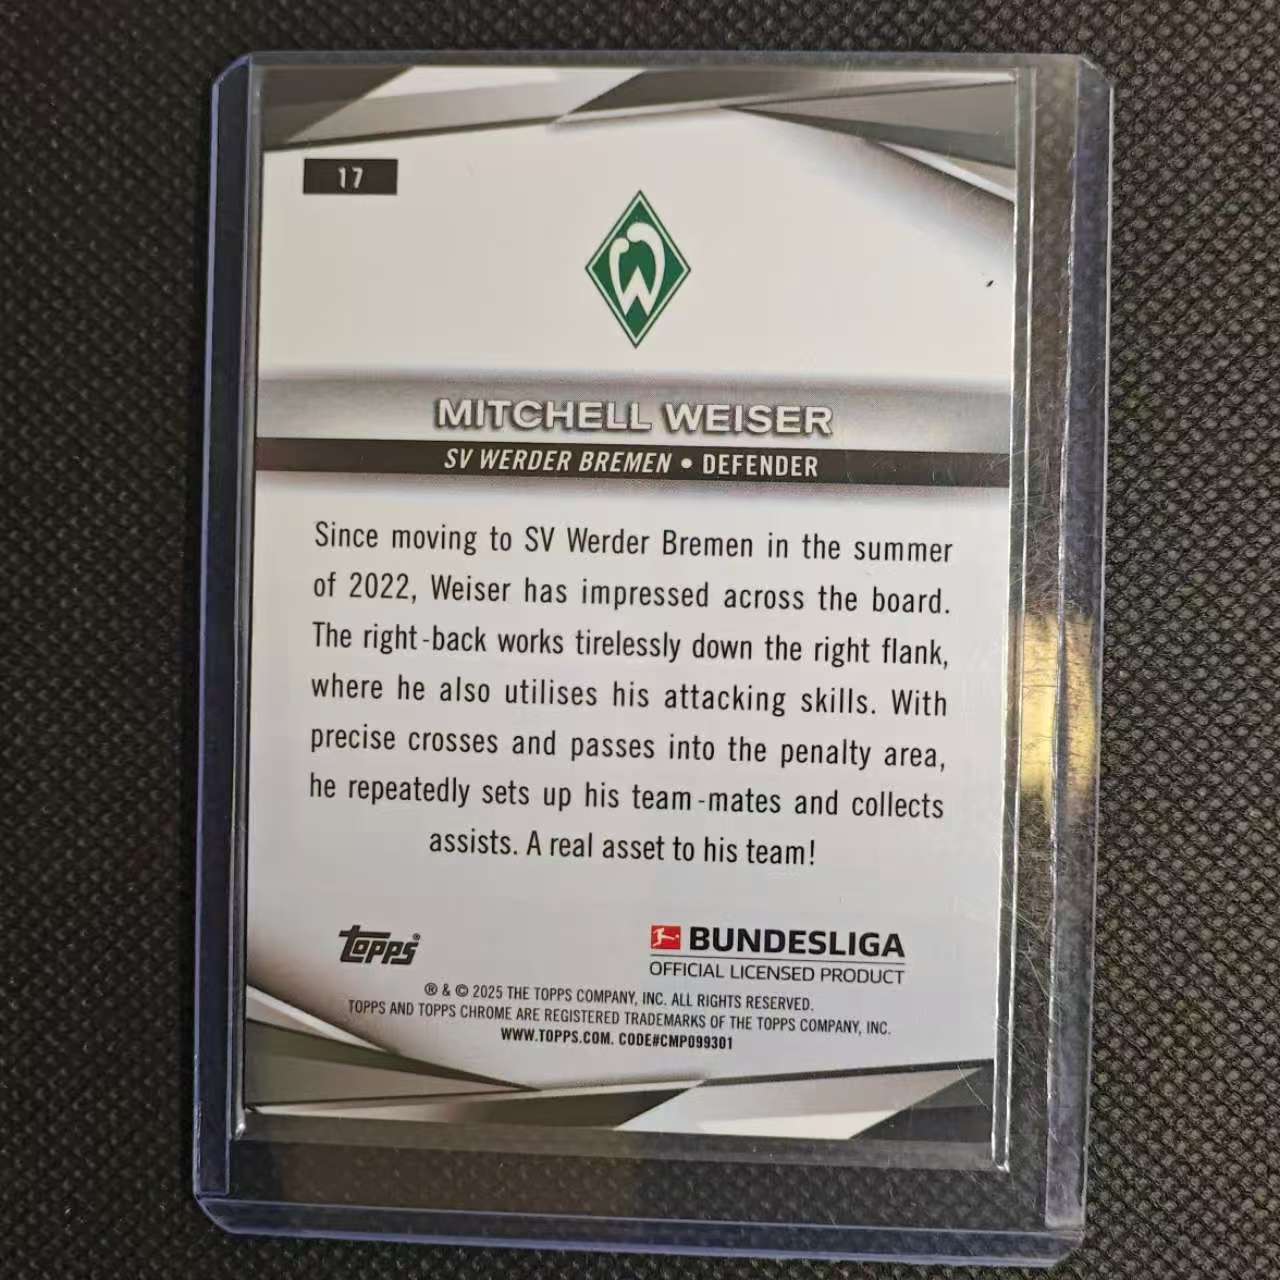 17
W
MITCHELL WEISER
SV WERDER BREMEN • DEFENDER
Since moving to SV Werder Bremen in the summer
of 2022, Weiser has impressed across the board.
The right-back works tirelessly down the right flank,
where he also utilises his attacking skills. With
precise crosses and passes into the penalty area,
he repeatedly sets up his team-mates and collects
assists. A real asset to his team!
topps®
BUNDESLIGA
OFFICIAL LICENSED PRODUCT
® & © 2025 THE TOPPS COMPANY, INC. ALL RIGHTS RESERVED.
TOPPS AND TOPPS CHROME ARE REGISTERED TRADEMARKS OF THE TOPPS COMPANY, INC.
WWW.TOPPS.COM. CODE#CMP099301